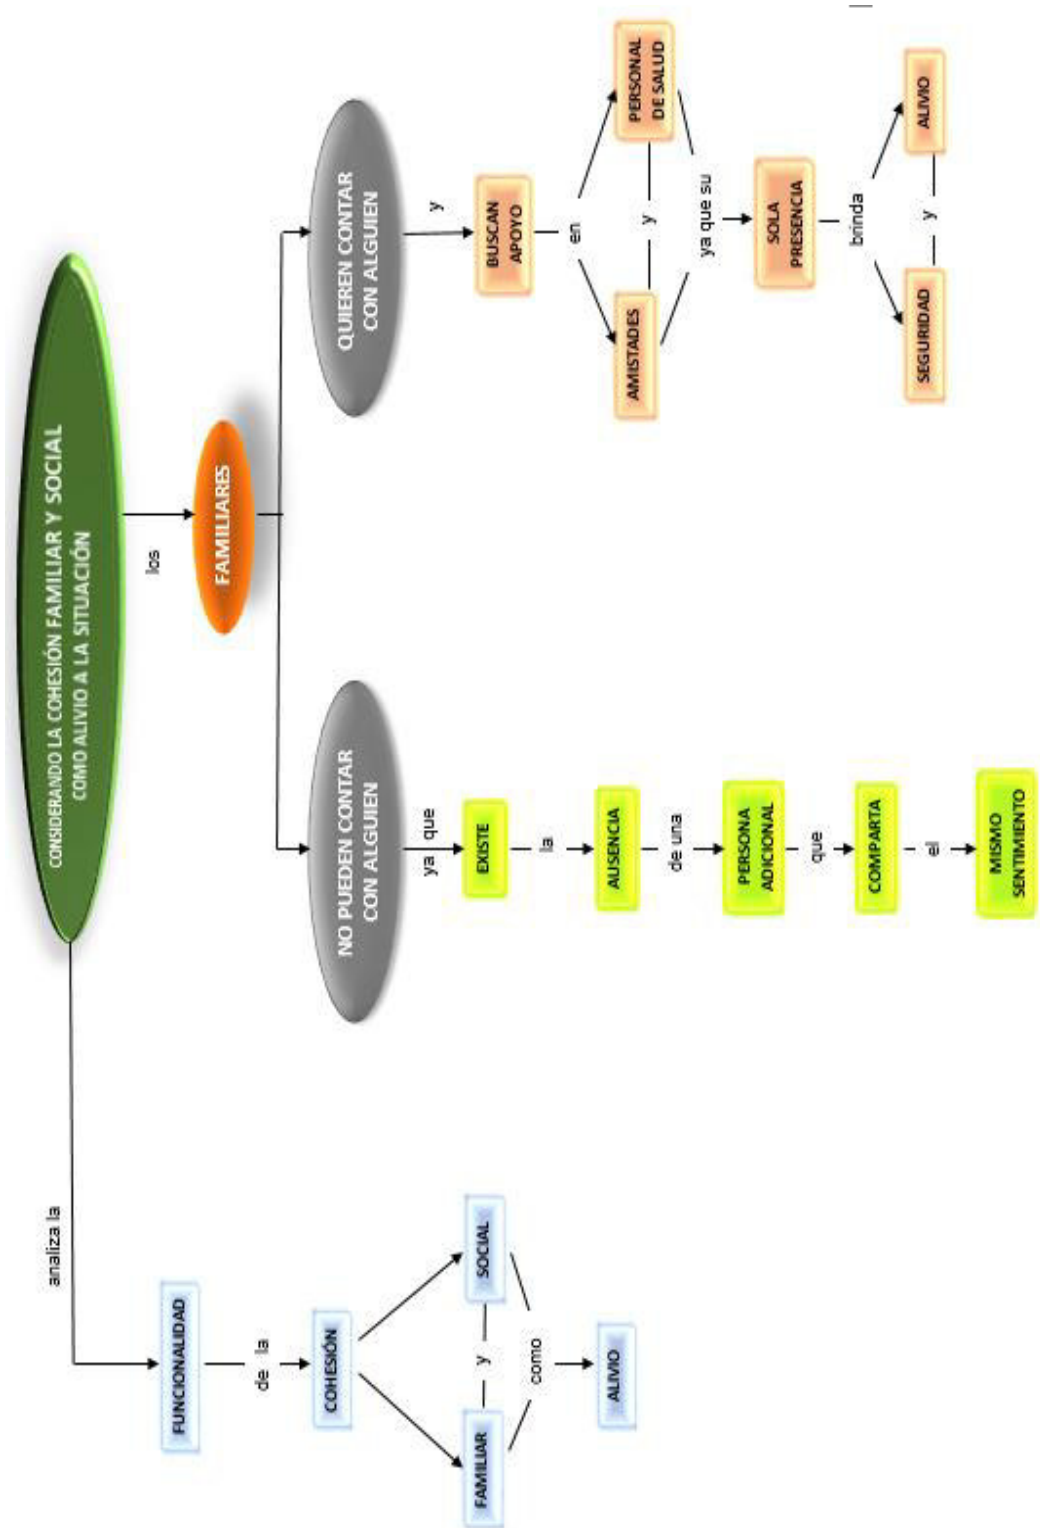 CONSIDERANDO LA COHESIÓN FAMILIAR Y SOCIAL
COMO ALIVIO A LA SITUACIÓN
analiza la
FUNCIONALIDAD
de la
COHESIÓN
FAMILIAR
y
SOCIAL
como
ALIVIO
los
FAMILIARES
NO PUEDEN CONTAR
CON ALGUIEN
ya que
EXISTE
la
AUSENCIA
de una
PERSONA
ADICIONAL
que
COMPARTA
el
MISMO
SENTIMIENTO
QUIEREN CONTAR
CON ALGUIEN
y
BUSCAN
APOYO
en
AMISTADES
y
PERSONAL
DE SALUD
ya que su
SOLA
PRESENCIA
brinda
SEGURIDAD
y
ALIVIO